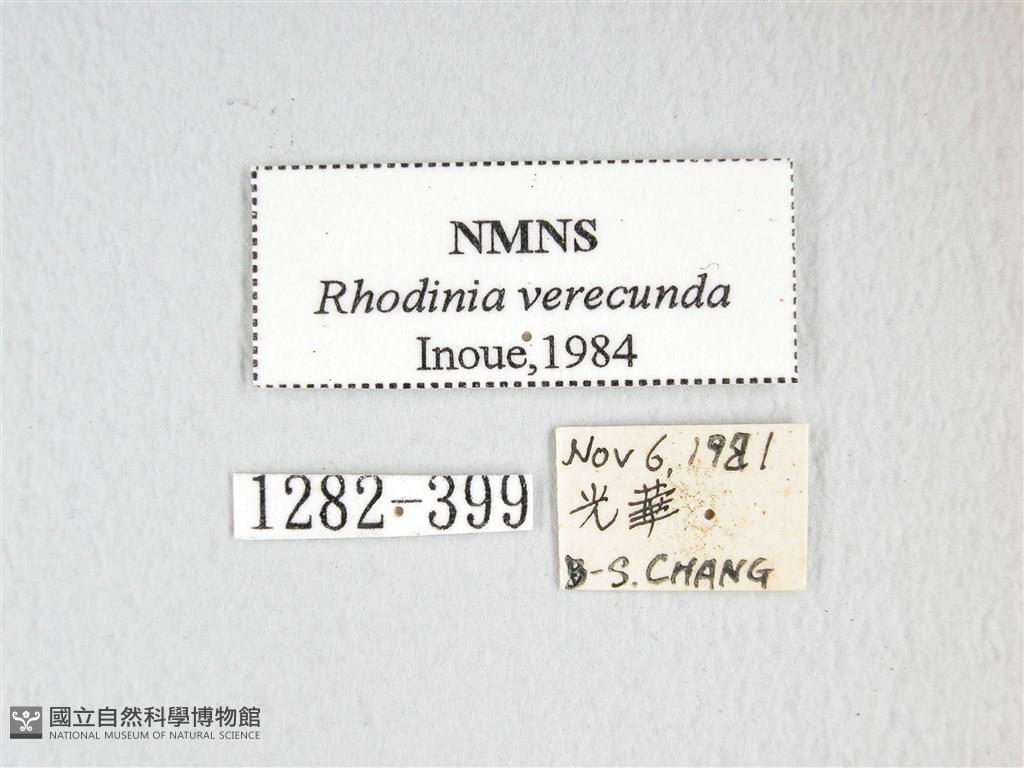 NMNS
Rhodinia verecunda
Inoue,1984
1282-399
Nov 6, 1981
光華
B-S. CHANG
國立自然科學博物館
NATIONAL MUSEUM OF NATURAL SCIENCE